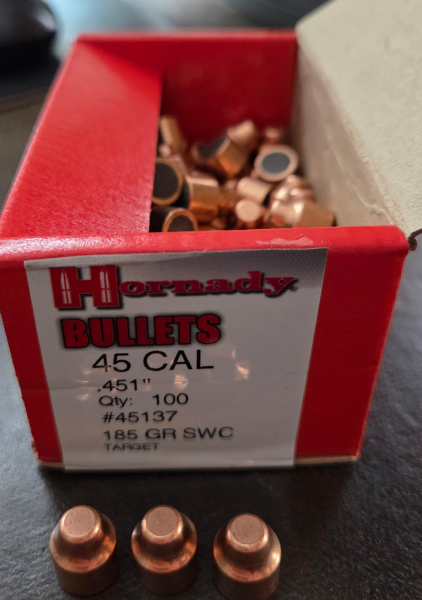 Hornady
BULLETS
45 CAL
.451"
Qty: 100
#45137
185 GR SWC
TARGET